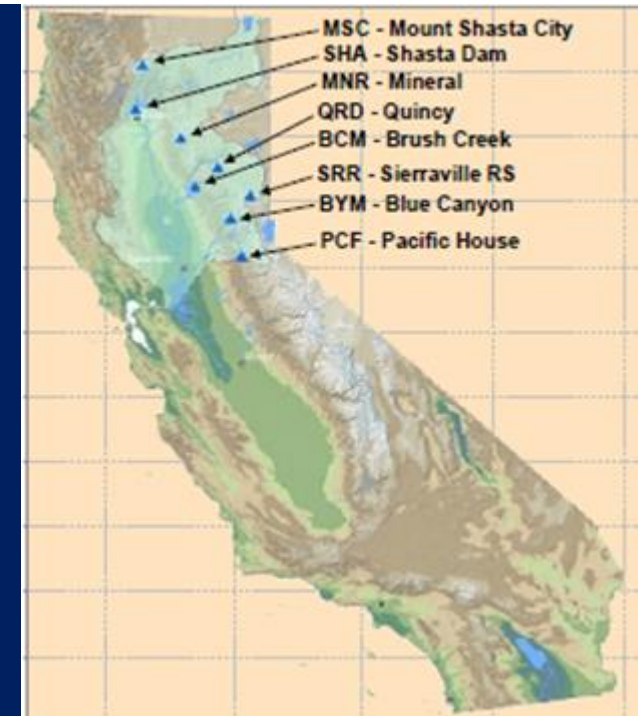 MSC - Mount Shasta City
SHA - Shasta Dam
MNR - Mineral
QRD - Quincy
BCM - Brush Creek
SRR - Sierraville RS
BYM - Blue Canyon
PCF - Pacific House